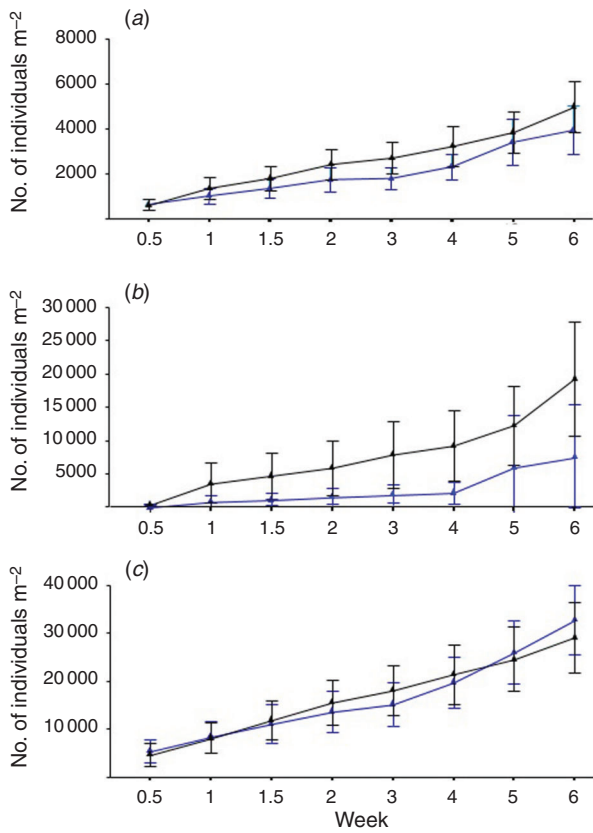 (a)
No. of individuals m⁻²
8000
6000
4000
2000
0.5 1 1.5 2 3 4 5 6
(b)
No. of individuals m⁻²
30 000
25 000
20 000
15 000
10 000
5000
0.5 1 1.5 2 3 4 5 6
(c)
No. of individuals m⁻²
40 000
30 000
20 000
10 000
0.5 1 1.5 2 3 4 5 6
Week